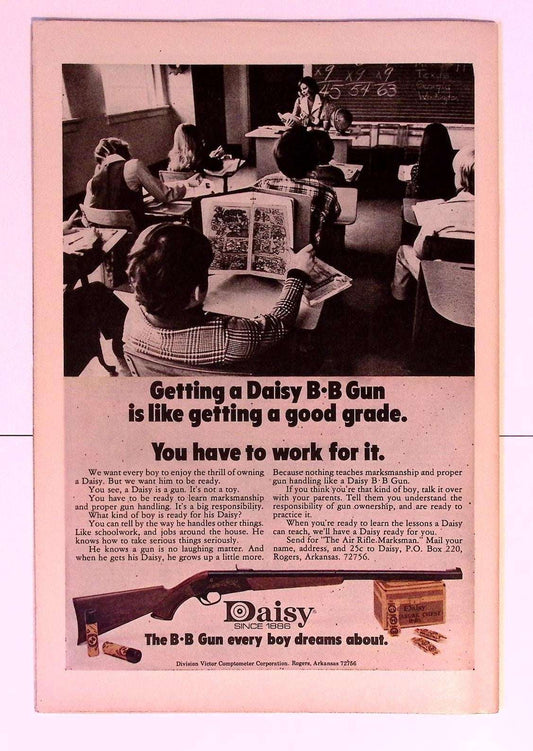 x9 x9 x9
45 54 63
Texas
Georgia
Washington
Getting a Daisy B•B Gun
is like getting a good grade.
You have to work for it.
We want every boy to enjoy the thrill of owning
a Daisy. But we want him to be ready.
You see, a Daisy is a gun. It's not a toy.
You have to be ready to learn marksmanship
and proper gun handling. It's a big responsibility.
What kind of boy is ready for his Daisy?
You can tell by the way he handles other things.
Like schoolwork, and jobs around the house. He
knows how to take serious things seriously.
He knows a gun is no laughing matter. And
when he gets his Daisy, he grows up a little more.
Because nothing teaches marksmanship and proper
gun handling like a Daisy B·B Gun.
If you think you're that kind of boy, talk it over
with your parents. Tell them you understand the
responsibility of gun ownership, and are ready to
practice it.
When you're ready to learn the lessons a Daisy
can teach, we'll have a Daisy ready for you.
Send for "The Air Rifle Marksman." Mail your
name, address, and 25c to Daisy, P.O. Box 220,
Rogers, Arkansas. 72756.
Daisy®
SINCE 1886
Daisy
The B•B Gun every boy dreams about.
Division Victor Comptometer Corporation. Rogers, Arkansas 72756